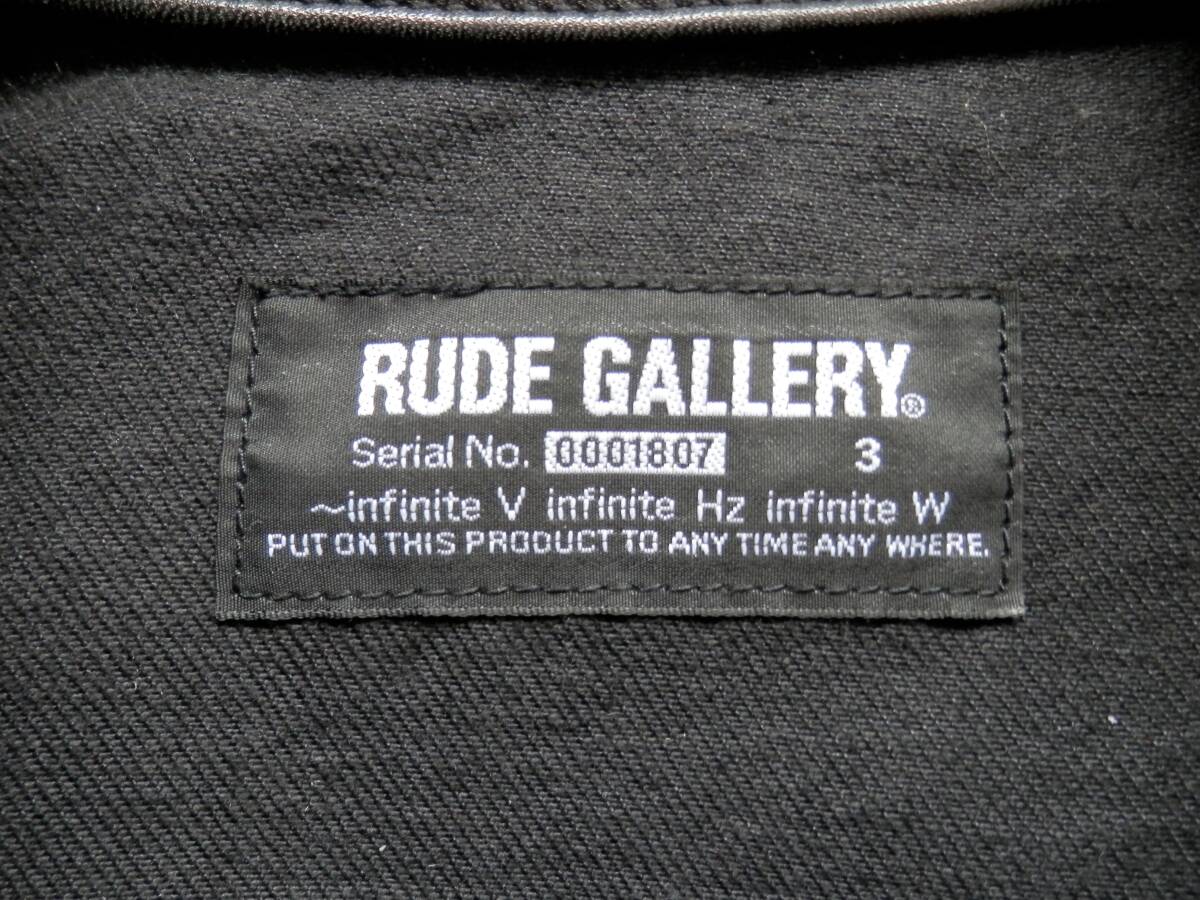 RUDE GALLERY®
Serial No. 0001807 3
~infinite V infinite Hz infinite W
PUT ON THIS PRODUCT TO ANY TIME ANY WHERE.